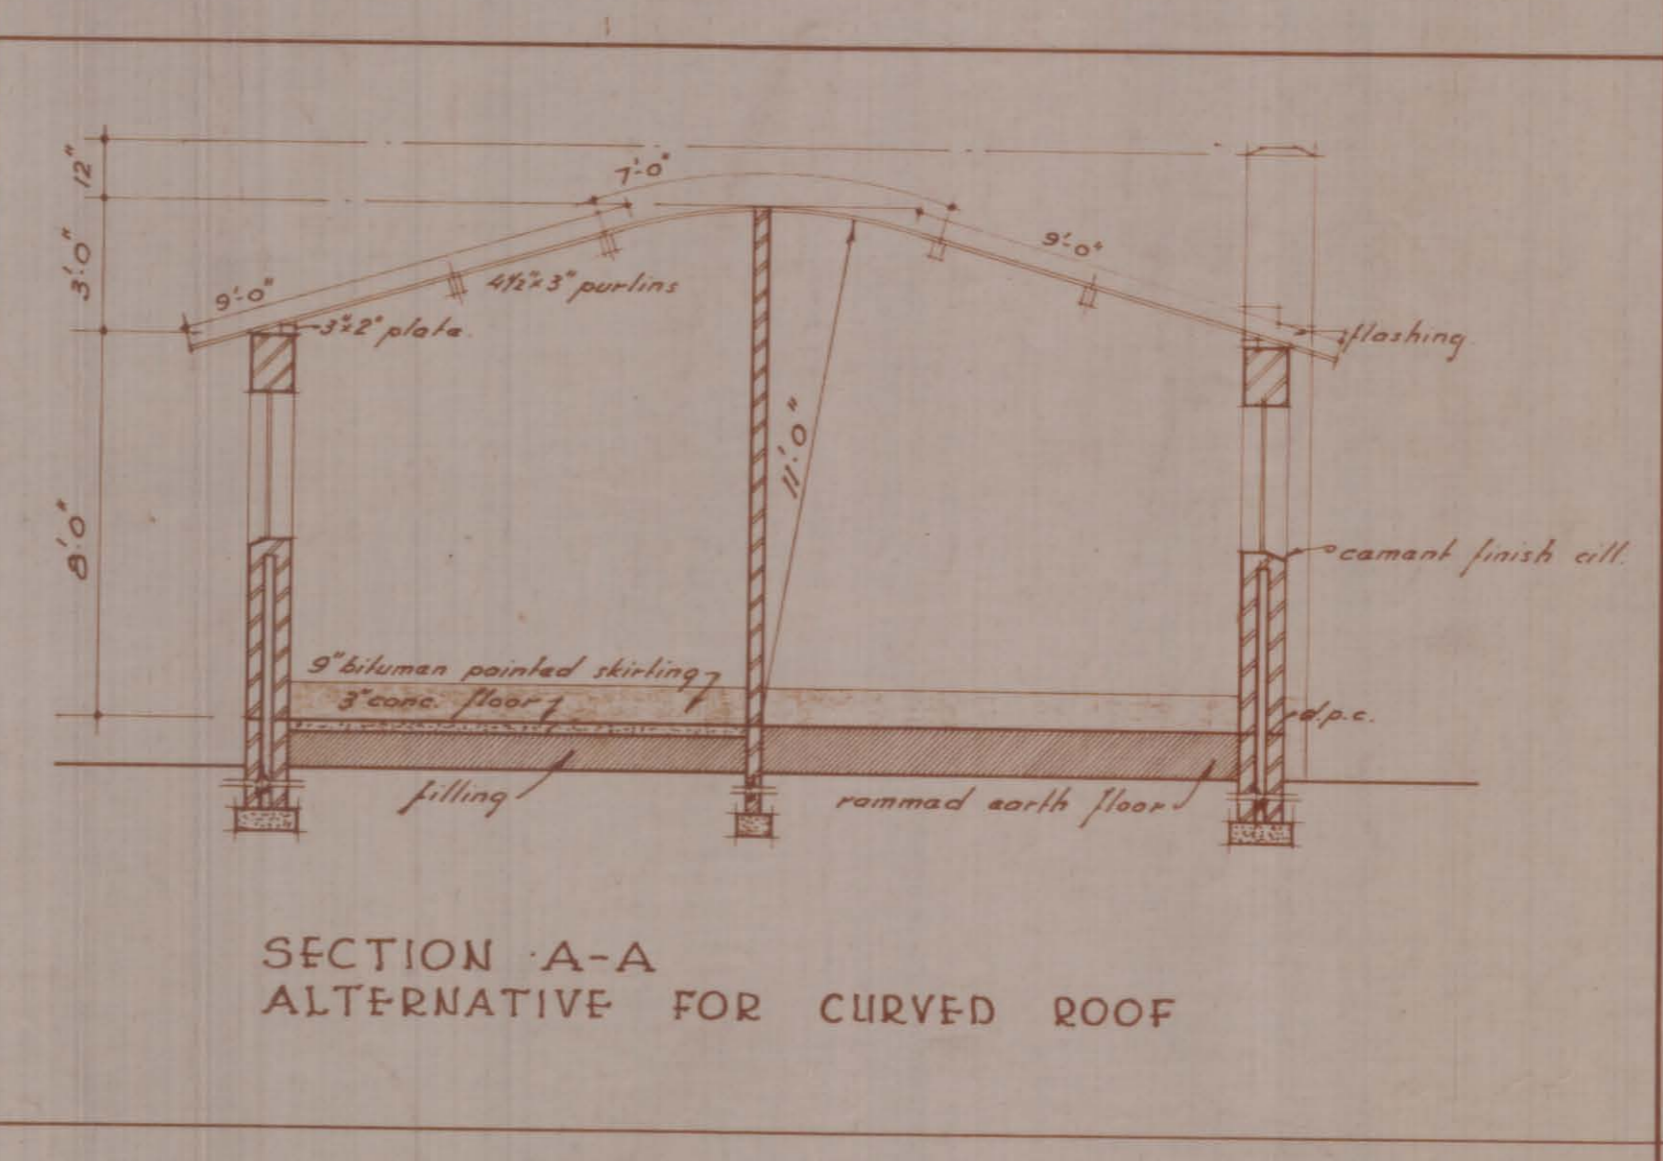 12"
7'-0"
3'·0"
9'-0"
9'-0"
4½"×3" purlins
3"×2" plate.
flashing
11'·0"
8'·0"
cement finish cill.
9" bitumen painted skirting
3" conc. floor
d.p.c.
filling
rammed earth floor
SECTION A-A
ALTERNATIVE FOR CURVED ROOF